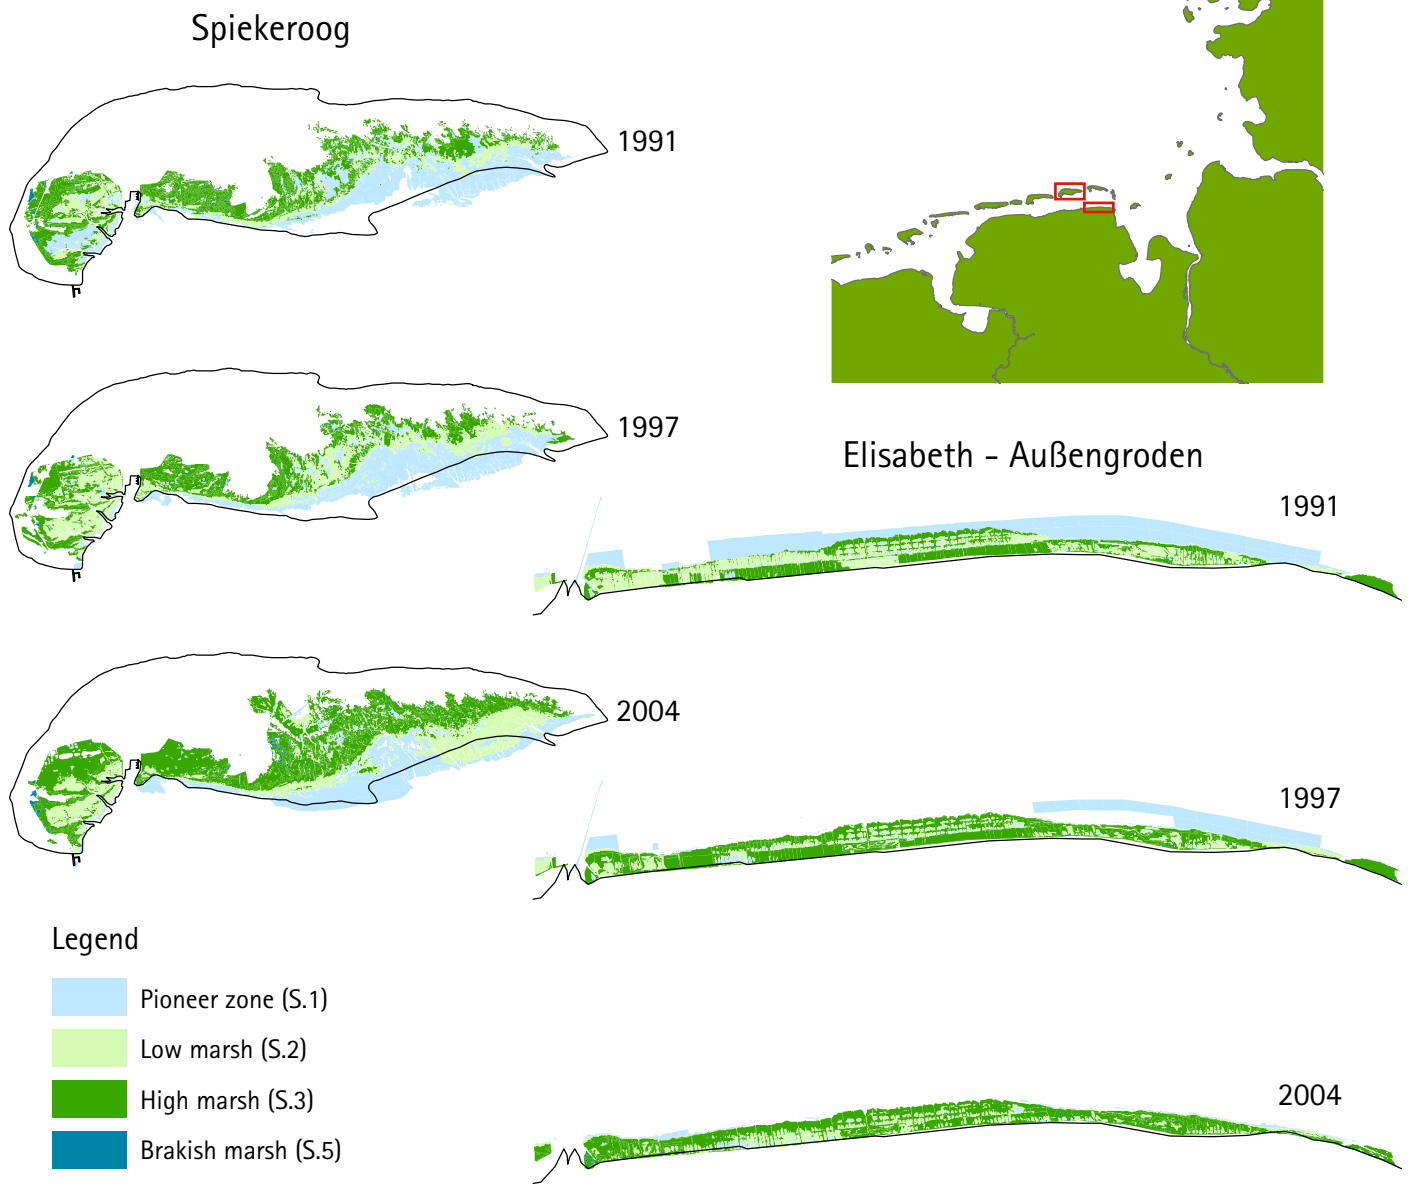 Spiekeroog
1991
1997
2004
Elisabeth - Außengroden
1991
1997
2004
Legend
Pioneer zone (S.1)
Low marsh (S.2)
High marsh (S.3)
Brakish marsh (S.5)